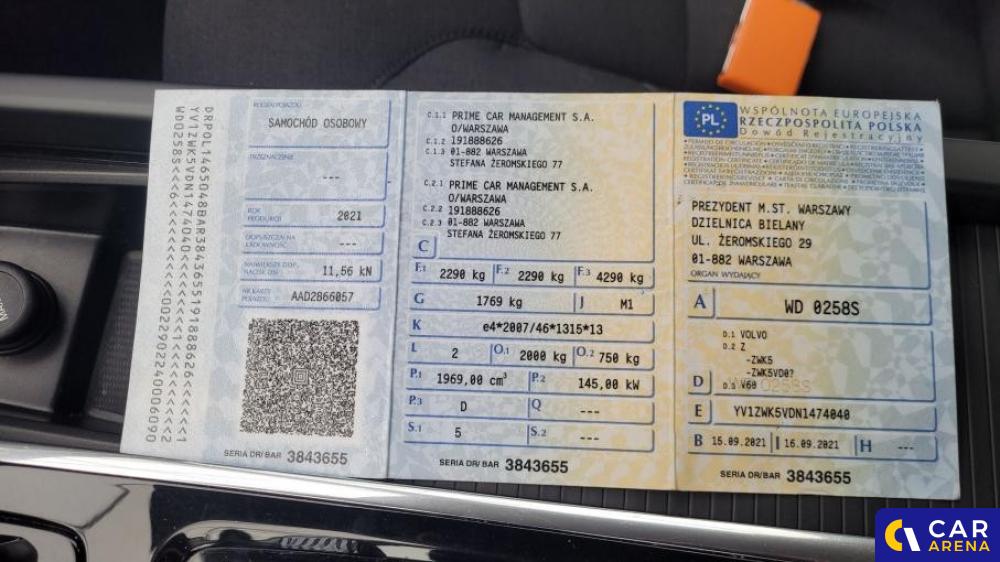 DRPOL1465048BAR3843655191888626<<<<<<1
YV1ZWK5VDN1474040<
WD0258S<<
RODZAJ POJAZDU
SAMOCHÓD OSOBOWY
PRZEZNACZENIE
---
ROK PRODUKCJI 2021
DOPUSZCZALNA ŁADOWNOŚĆ ---
11,56 kN
NR KARTY POJAZDU AAD2866057
SERIA DR/BAR 3843655
C.1.1 PRIME CAR MANAGEMENT S.A.
O/WARSZAWA
C.1.2 191888626
C.1.3 01-882 WARSZAWA
STEFANA ŻEROMSKIEGO 77
C.2.1 PRIME CAR MANAGEMENT S.A.
O/WARSZAWA
C.2.2 191888626
C.2.3 01-882 WARSZAWA
STEFANA ŻEROMSKIEGO 77
C
F.1 2290 kg F.2 2290 kg F.3 4290 kg
G 1769 kg J M1
K e4*2007/46*1315*13
L 2 O.1 2000 kg O.2 750 kg
P.1 1969,00 cm³ P.2 145,00 kW
P.3 D Q ---
S.1 5 S.2 ---
SERIA DR/BAR 3843655
PL
WSPÓLNOTA EUROPEJSKA
RZECZPOSPOLITA POLSKA
Dowód Rejestracyjny
PREZYDENT M.ST. WARSZAWY
DZIELNICA BIELANY
UL. ŻEROMSKIEGO 29
01-882 WARSZAWA
ORGAN WYDAJĄCY
A WD 0258S
D.1 VOLVO
D.2 Z
-ZWK5
-ZWK5VD0?
D D.3 V60
E YV1ZWK5VDN1474040
B 15.09.2021 I 16.09.2021 H ---
SERIA DR/BAR 3843655
CAR
ARENA